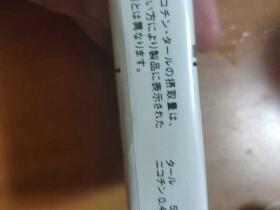 コチン・タールの摂取量は、
い方により製品に表示された
とは異なります。
タール 5
ニコチン 0.4